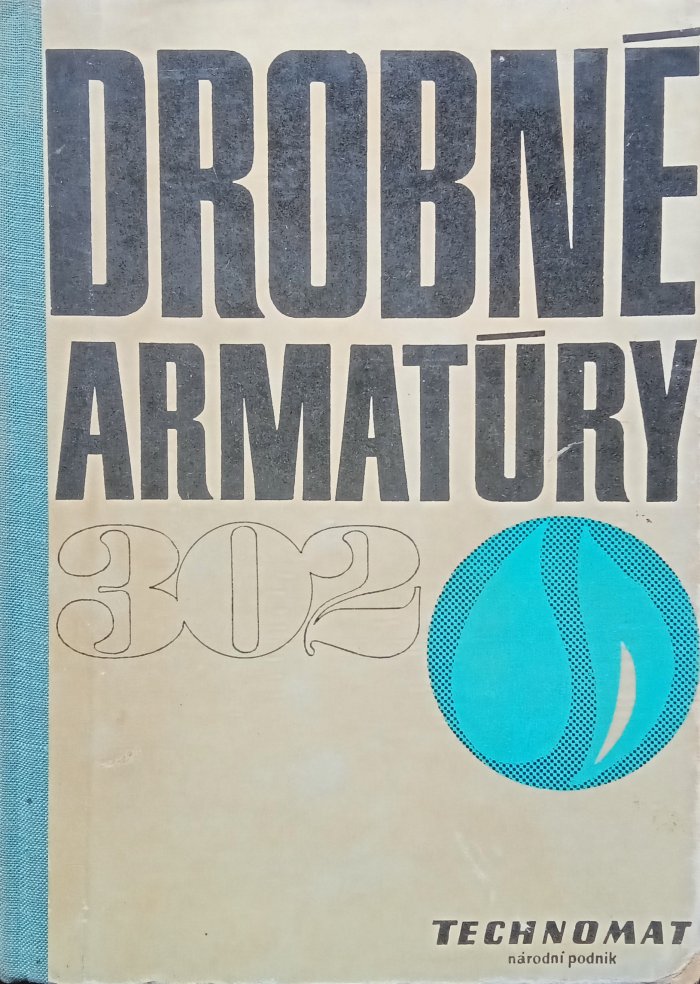 DROBNÉ
ARMATÚRY
302
TECHNOMAT
národní podnik